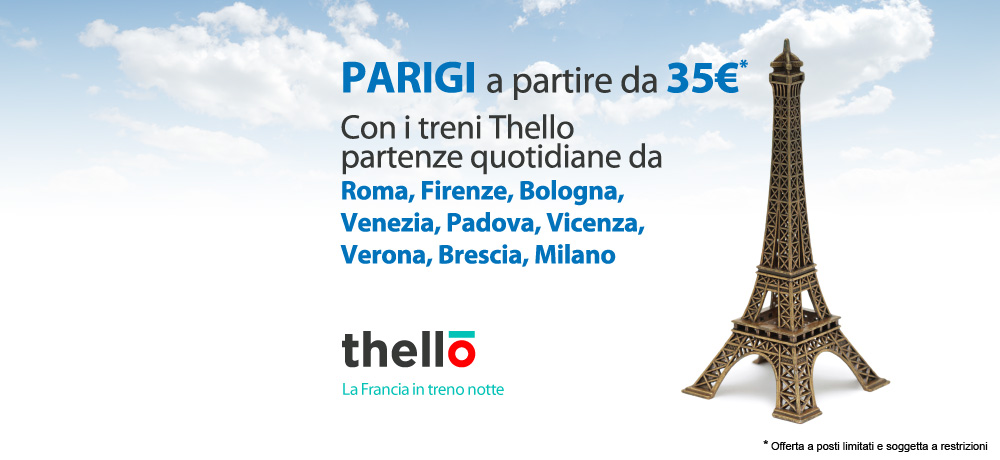 PARIGI a partire da 35€*
Con i treni Thello
partenze quotidiane da
Roma, Firenze, Bologna,
Venezia, Padova, Vicenza,
Verona, Brescia, Milano
thellō
La Francia in treno notte
* Offerta a posti limitati e soggetta a restrizioni